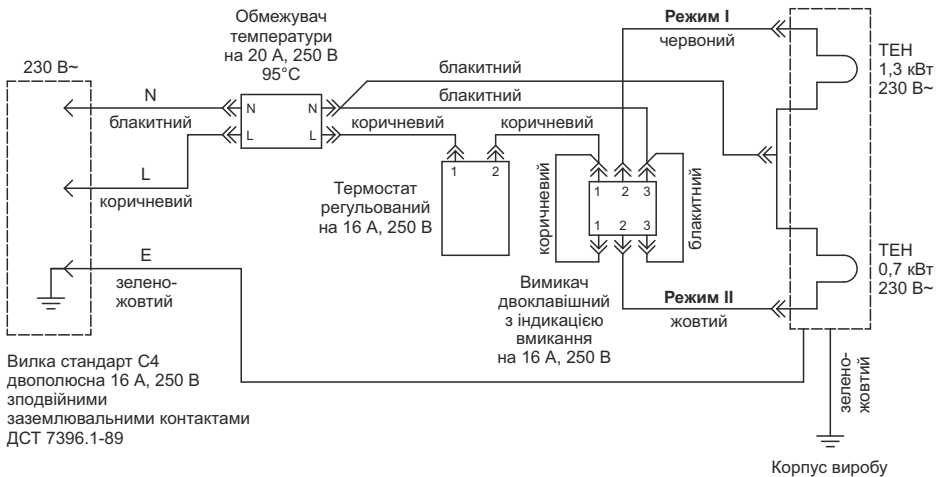 230 В~
N
блакитний
L
коричневий
E
зелено-
жовтий
Вилка стандарт С4
двополюсна 16 А, 250 В
зподвійними
заземлювальними контактами
ДСТ 7396.1-89
Обмежувач
температури
на 20 А, 250 В
95°C
N N
L L
блакитний
блакитний
коричневий
коричневий
1 2
Термостат
регульований
на 16 А, 250 В
Режим I
червоний
коричневий
1 2 3
1 2 3
блакитний
Вимикач
двоклавішний
з індикацією
вмикання
на 16 А, 250 В
Режим II
жовтий
ТЕН
1,3 кВт
230 В~
ТЕН
0,7 кВт
230 В~
зелено-
жовтий
Корпус виробу